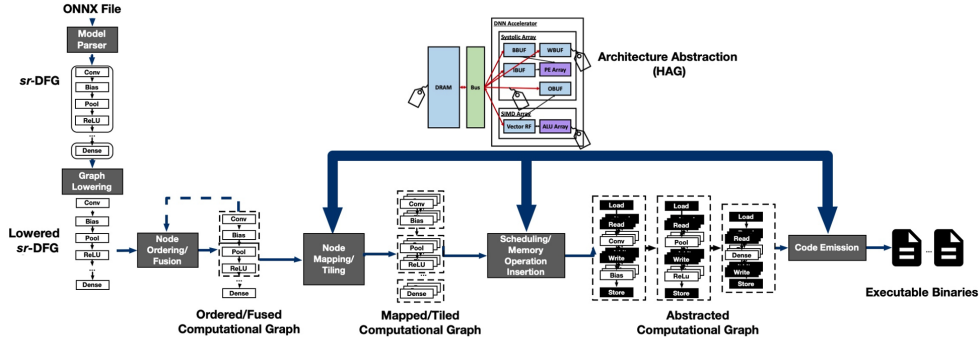 ONNX File
Model
Parser
sr-DFG
Conv
Bias
Pool
ReLU
...
Dense
Graph
Lowering
Lowered
sr-DFG
Conv
Bias
Pool
ReLU
...
Dense
Node
Ordering/
Fusion
Conv
Bias
Pool
ReLU
...
Dense
Ordered/Fused
Computational Graph
Node
Mapping/
Tiling
Conv
Bias
Pool
ReLU
...
Dense
Mapped/Tiled
Computational Graph
DNN Accelerator
Systolic Array
BBUF
WBUF
IBUF
PE Array
OBUF
SIMD Array
Vector RF
ALU Array
DRAM
Bus
Architecture Abstraction
(HAG)
Scheduling/
Memory
Operation
Insertion
Load
Read
Conv
Write
Bias
Store
Load
Read
Pool
Write
ReLu
Store
Load
Read
Dense
Write
Store
Abstracted
Computational Graph
Code Emission
...
Executable Binaries